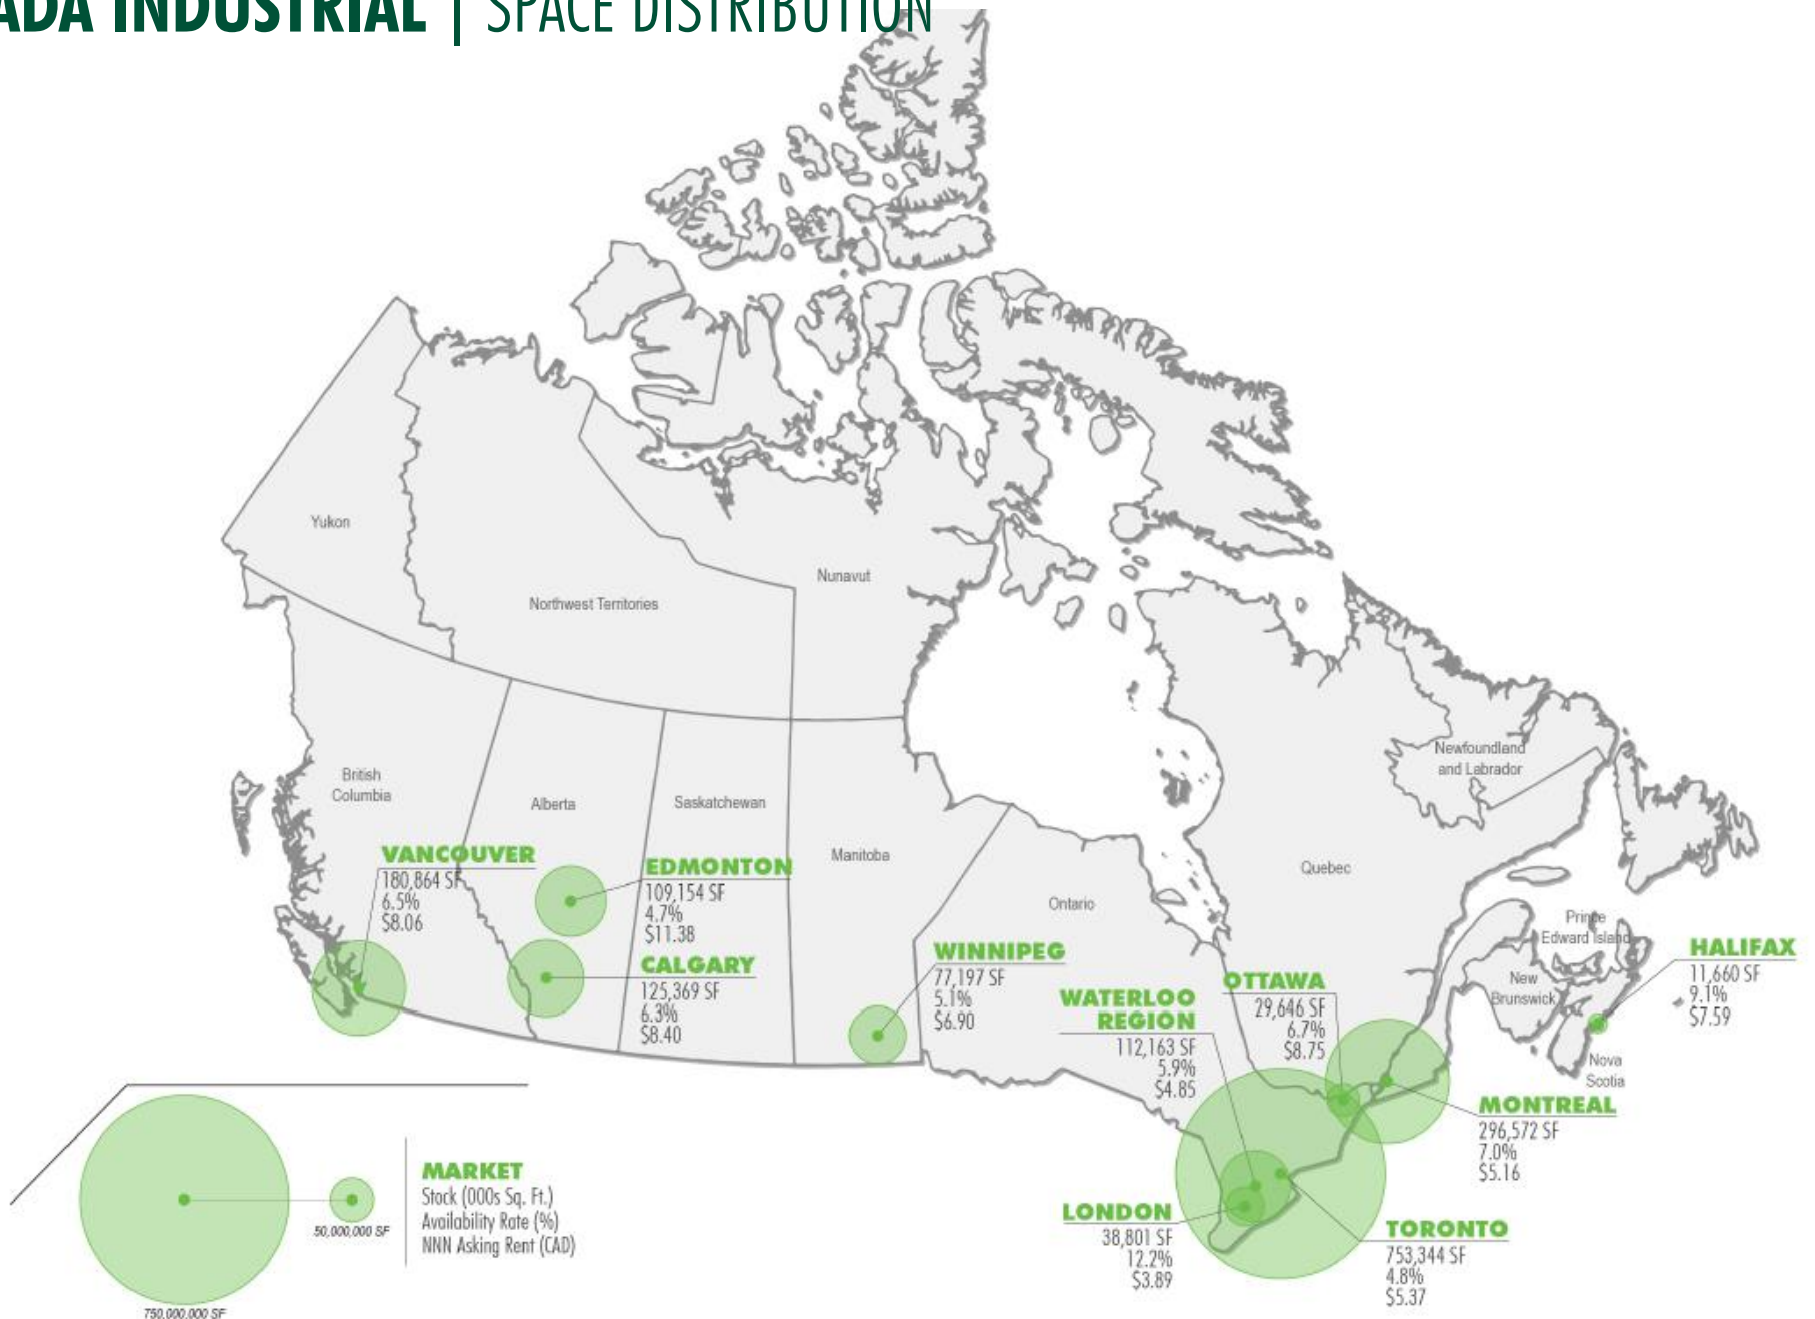 ADA INDUSTRIAL | SPACE DISTRIBUTION
Yukon
Northwest Territories
Nunavut
British
Columbia
Alberta
Saskatchewan
Manitoba
Ontario
Quebec
Newfoundland
and Labrador
Prince
Edward Island
New
Brunswick
Nova
Scotia
VANCOUVER
180,864 SF
6.5%
$8.06
EDMONTON
109,154 SF
4.7%
$11.38
CALGARY
125,369 SF
6.3%
$8.40
WINNIPEG
77,197 SF
5.1%
$6.90
WATERLOO
REGION
112,163 SF
5.9%
$4.85
OTTAWA
29,646 SF
6.7%
$8.75
HALIFAX
11,660 SF
9.1%
$7.59
MONTREAL
296,572 SF
7.0%
$5.16
LONDON
38,801 SF
12.2%
$3.89
TORONTO
753,344 SF
4.8%
$5.37
MARKET
Stock (000s Sq. Ft.)
Availability Rate (%)
NNN Asking Rent (CAD)
50,000,000 SF
750,000,000 SF